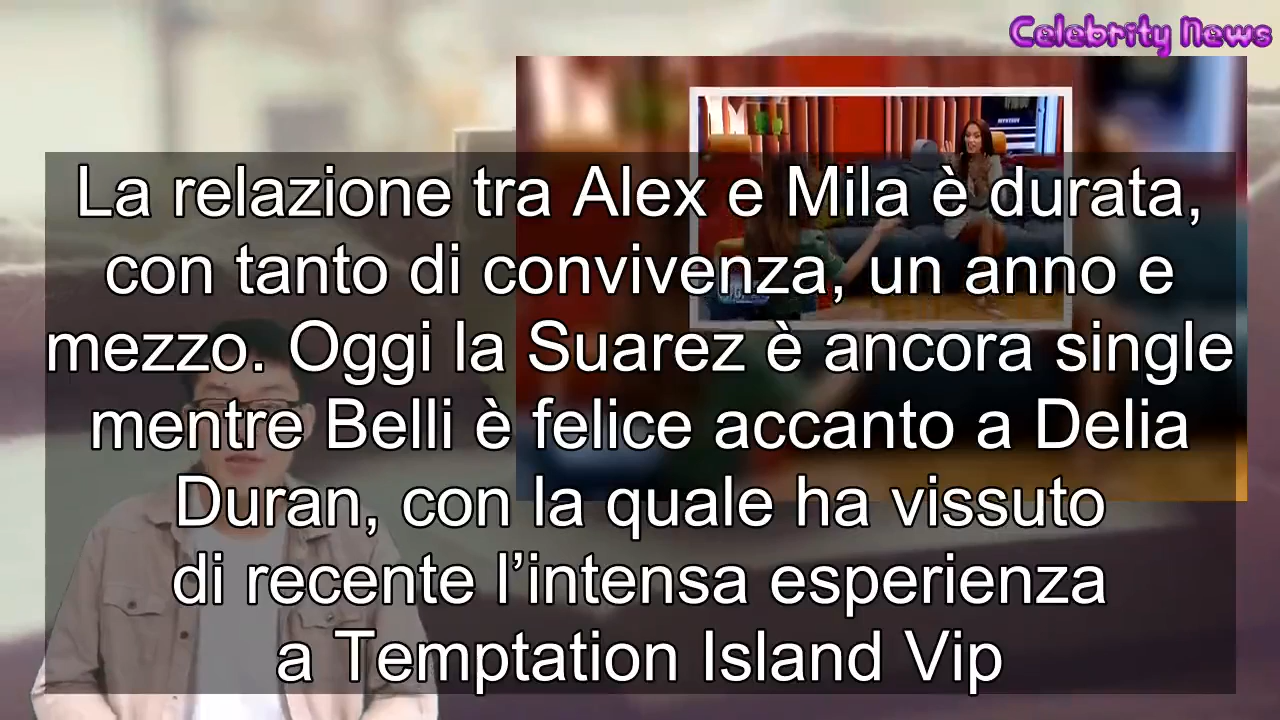 Celebrity News
La relazione tra Alex e Mila è durata,
con tanto di convivenza, un anno e
mezzo. Oggi la Suarez è ancora single
mentre Belli è felice accanto a Delia
Duran, con la quale ha vissuto
di recente l’intensa esperienza
a Temptation Island Vip